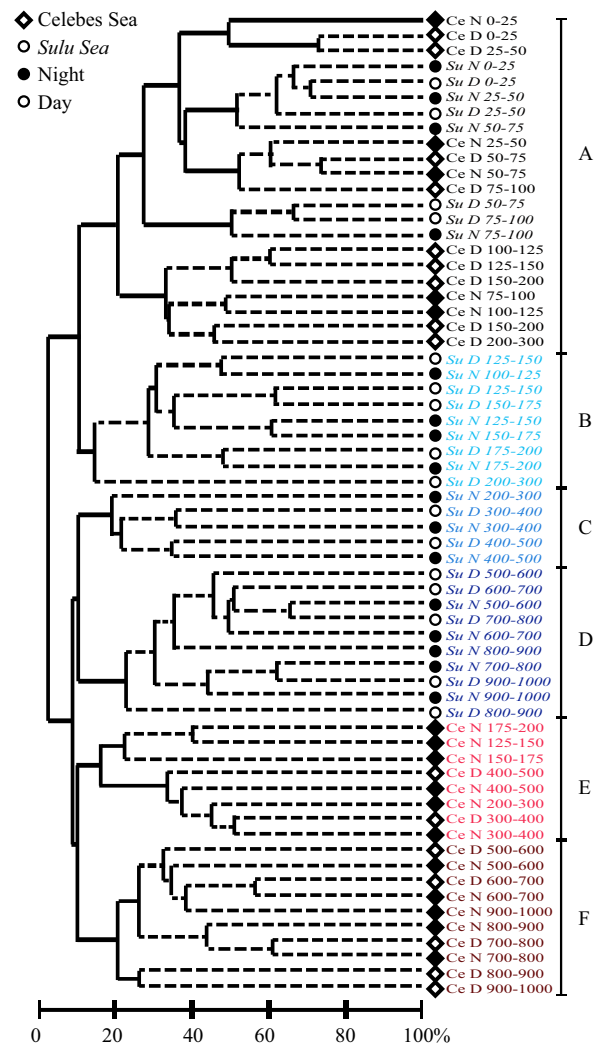 Celebes Sea
Sulu Sea
Night
Day
Ce N 0-25
Ce D 0-25
Ce D 25-50
Su N 0-25
Su D 0-25
Su N 25-50
Su D 25-50
Su N 50-75
Ce N 25-50
Ce D 50-75
Ce N 50-75
Ce D 75-100
Su D 50-75
Su D 75-100
Su N 75-100
Ce D 100-125
Ce D 125-150
Ce D 150-200
Ce N 75-100
Ce N 100-125
Ce D 150-200
Ce D 200-300
A
Su D 125-150
Su N 100-125
Su D 125-150
Su D 150-175
Su N 125-150
Su N 150-175
Su D 175-200
Su N 175-200
Su D 200-300
B
Su N 200-300
Su D 300-400
Su N 300-400
Su D 400-500
Su N 400-500
C
Su D 500-600
Su D 600-700
Su N 500-600
Su D 700-800
Su N 600-700
Su N 800-900
Su N 700-800
Su D 900-1000
Su N 900-1000
Su D 800-900
D
Ce N 175-200
Ce N 125-150
Ce N 150-175
Ce D 400-500
Ce N 400-500
Ce N 200-300
Ce D 300-400
Ce N 300-400
E
Ce D 500-600
Ce N 500-600
Ce D 600-700
Ce N 600-700
Ce N 900-1000
Ce N 800-900
Ce D 700-800
Ce N 700-800
Ce D 800-900
Ce D 900-1000
F
0 20 40 60 80 100%